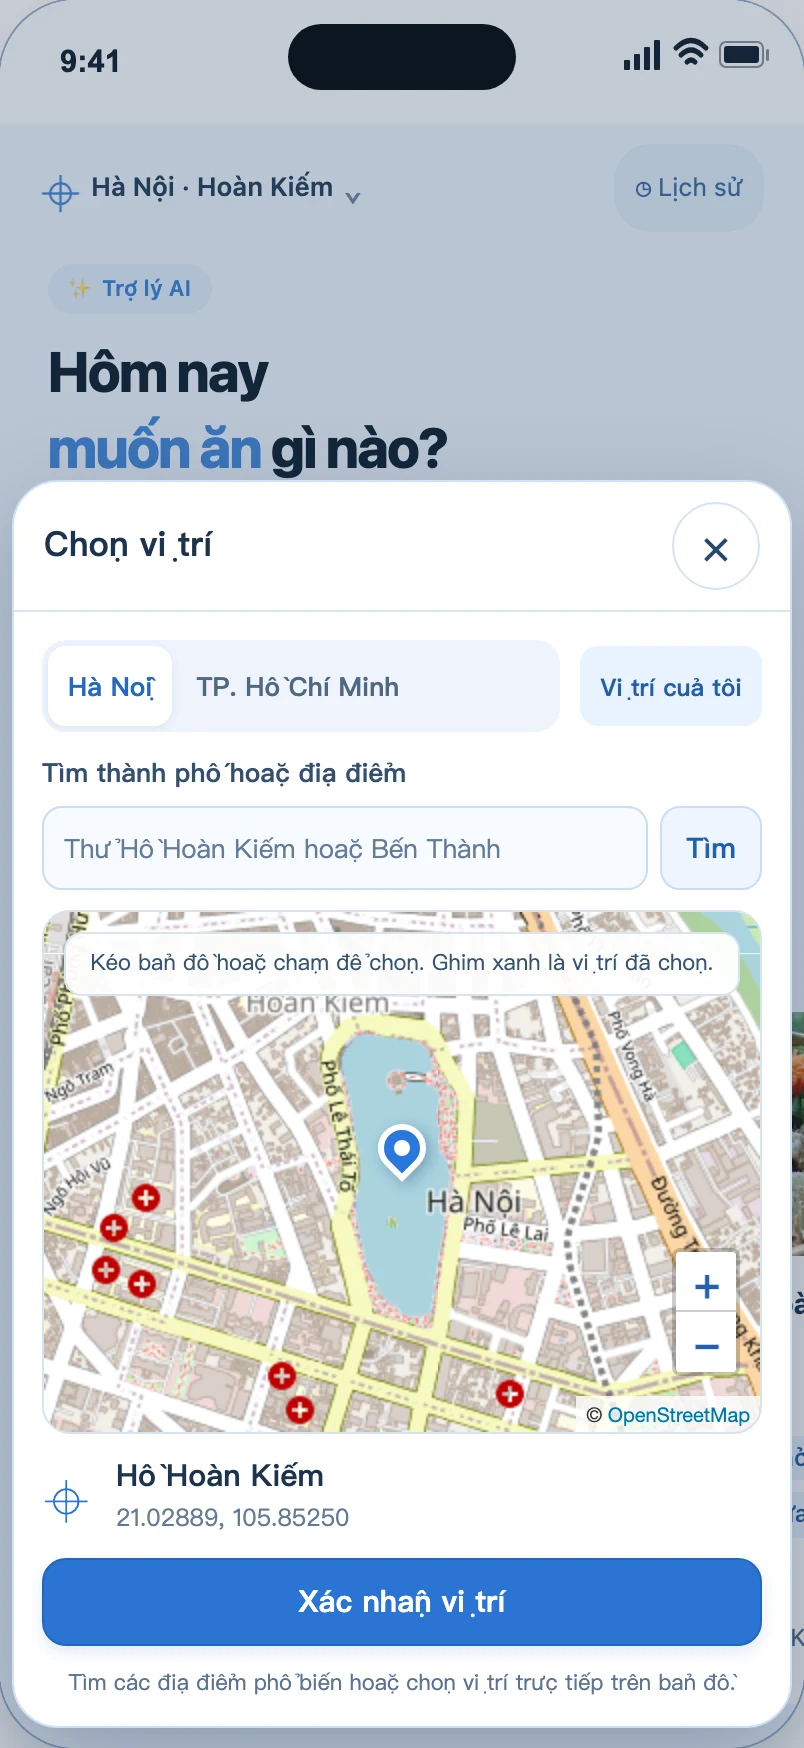 9:41
Hà Nội · Hoàn Kiếm
Lịch sử
✨ Trợ lý AI
Hôm nay
muốn ăn gì nào?
Chọn vị trí
Hà Nội
TP. Hồ Chí Minh
Vị trí của tôi
Tìm thành phố hoặc địa điểm
Thử Hồ Hoàn Kiếm hoặc Bến Thành
Tìm
Kéo bản đồ hoặc chạm để chọn. Ghim xanh là vị trí đã chọn.
Hoàn Kiếm
Phố Vọng Hà
Ngõ Trạm
Phố Lê Thái Tổ
Ngõ Hội Vũ
Hà Nội
Phố Lê Lai
+
−
© OpenStreetMap
Hồ Hoàn Kiếm
21.02889, 105.85250
Xác nhận vị trí
Tìm các địa điểm phổ biến hoặc chọn vị trí trực tiếp trên bản đồ.